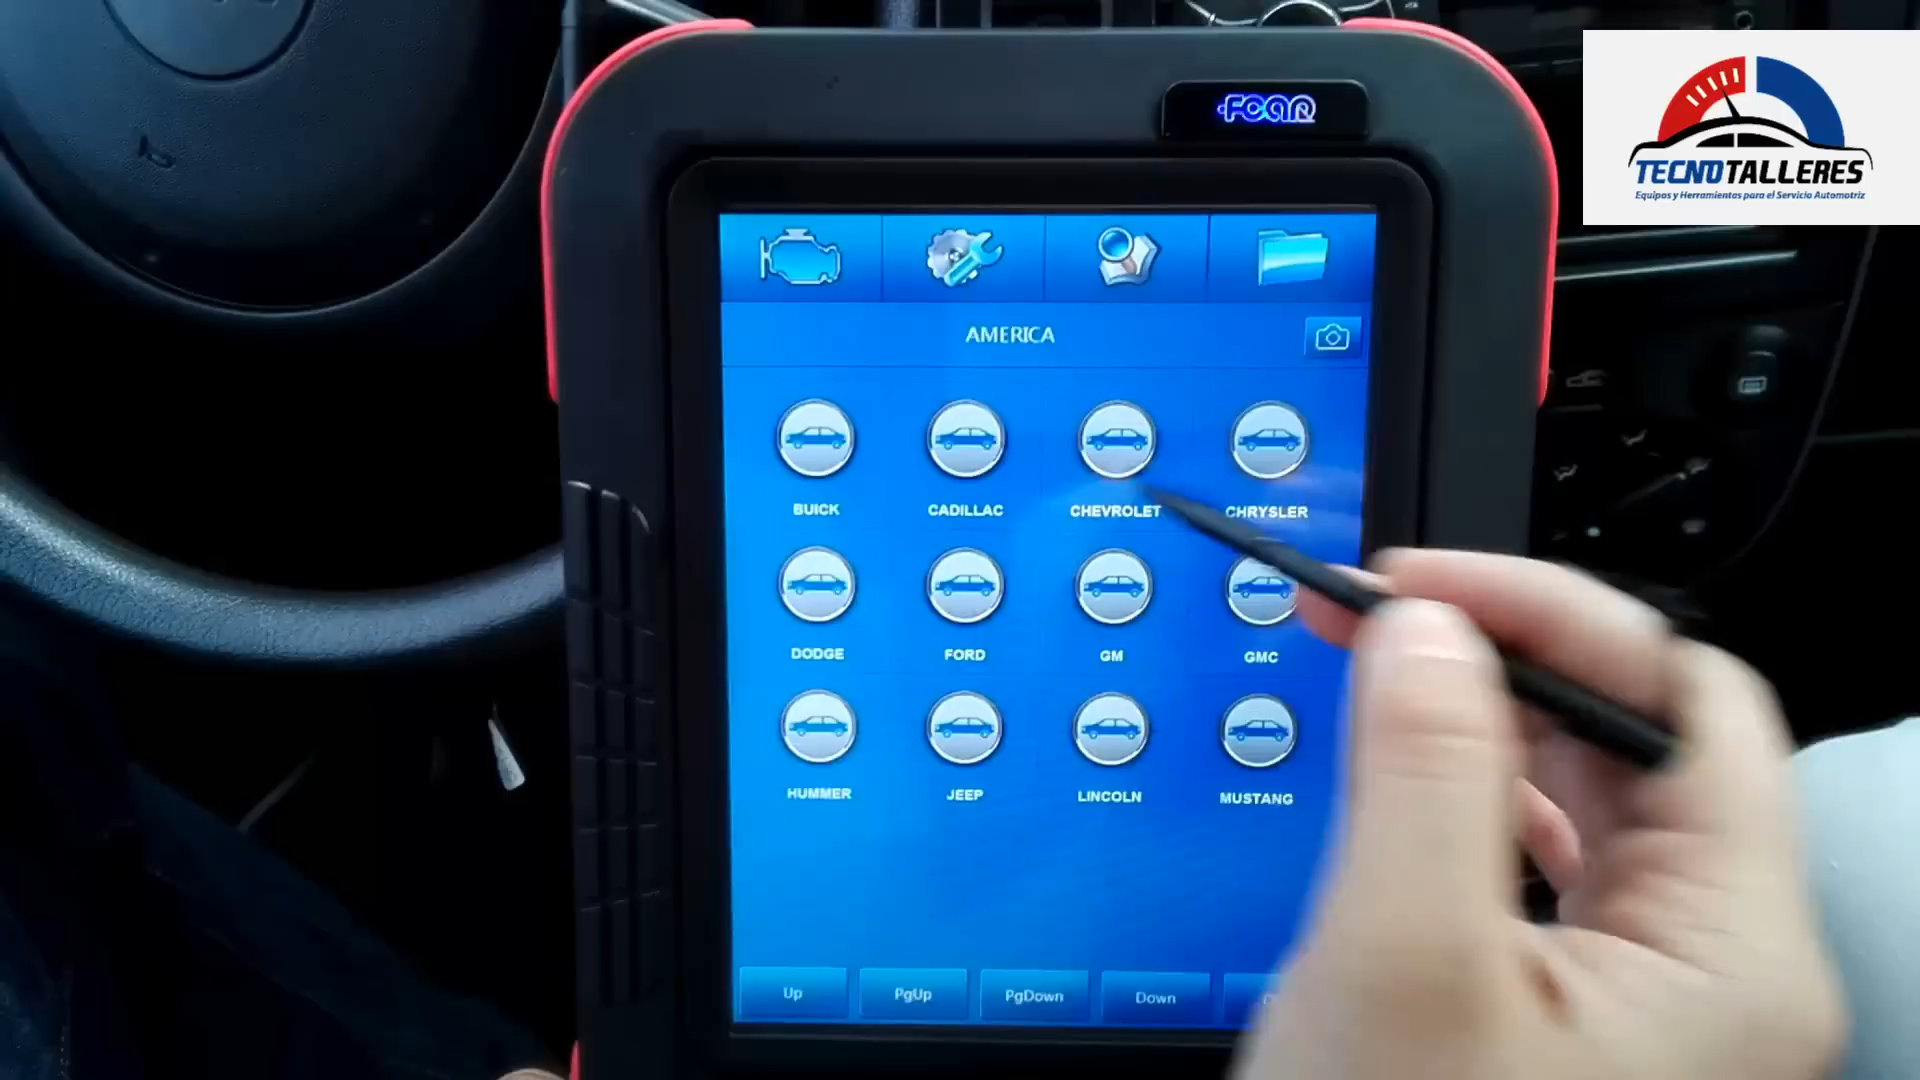 FCAR
TECNOTALLERES
Equipos y Herramientas para el Servicio Automotriz
AMERICA
BUICK
CADILLAC
CHEVROLET
CHRYSLER
DODGE
FORD
GM
GMC
HUMMER
JEEP
LINCOLN
MUSTANG
Up
PgUp
PgDown
Down